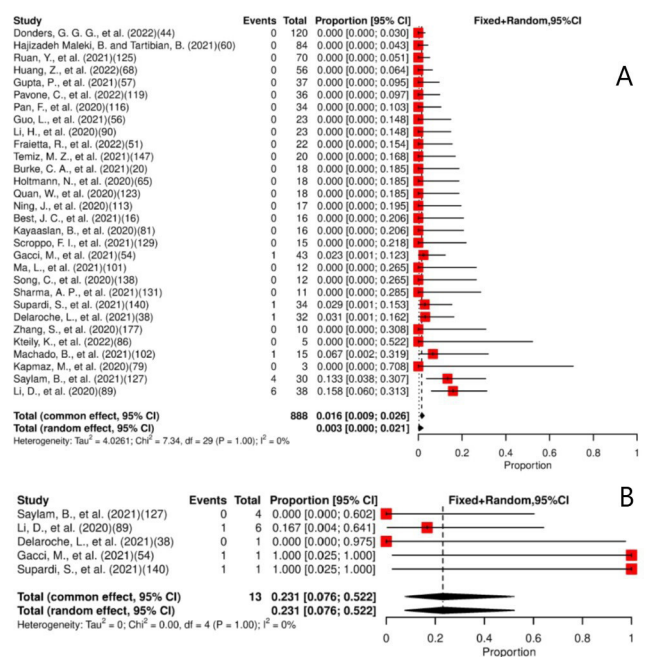 Study Events Total Proportion [95% CI] Fixed+Random,95%CI
Donders, G. G. G., et al. (2022)(44) 0 120 0.000 [0.000; 0.030]
Hajizadeh Maleki, B. and Tartibian, B. (2021)(60) 0 84 0.000 [0.000; 0.043]
Ruan, Y., et al. (2021)(125) 0 70 0.000 [0.000; 0.051]
Huang, Z., et al. (2022)(68) 0 56 0.000 [0.000; 0.064]
A
Gupta, P., et al. (2021)(57) 0 37 0.000 [0.000; 0.095]
Pavone, C., et al. (2022)(119) 0 36 0.000 [0.000; 0.097]
Pan, F., et al. (2020)(116) 0 34 0.000 [0.000; 0.103]
Guo, L., et al. (2021)(56) 0 23 0.000 [0.000; 0.148]
Li, H., et al. (2020)(90) 0 23 0.000 [0.000; 0.148]
Fraietta, R., et al. (2022)(51) 0 22 0.000 [0.000; 0.154]
Temiz, M. Z., et al. (2021)(147) 0 20 0.000 [0.000; 0.168]
Burke, C. A., et al. (2021)(20) 0 18 0.000 [0.000; 0.185]
Holtmann, N., et al. (2020)(65) 0 18 0.000 [0.000; 0.185]
Quan, W., et al. (2020)(123) 0 18 0.000 [0.000; 0.185]
Ning, J., et al. (2020)(113) 0 17 0.000 [0.000; 0.195]
Best, J. C., et al. (2021)(16) 0 16 0.000 [0.000; 0.206]
Kayaaslan, B., et al. (2020)(81) 0 16 0.000 [0.000; 0.206]
Scroppo, F. I., et al. (2021)(129) 0 15 0.000 [0.000; 0.218]
Gacci, M., et al. (2021)(54) 1 43 0.023 [0.001; 0.123]
Ma, L., et al. (2021)(101) 0 12 0.000 [0.000; 0.265]
Song, C., et al. (2020)(138) 0 12 0.000 [0.000; 0.265]
Sharma, A. P., et al. (2021)(131) 0 11 0.000 [0.000; 0.285]
Supardi, S., et al. (2021)(140) 1 34 0.029 [0.001; 0.153]
Delaroche, L., et al. (2021)(38) 1 32 0.031 [0.001; 0.162]
Zhang, S., et al. (2020)(177) 0 10 0.000 [0.000; 0.308]
Kteily, K., et al. (2022)(86) 0 5 0.000 [0.000; 0.522]
Machado, B., et al. (2021)(102) 1 15 0.067 [0.002; 0.319]
Kapmaz, M., et al. (2020)(79) 0 3 0.000 [0.000; 0.708]
Saylam, B., et al. (2021)(127) 4 30 0.133 [0.038; 0.307]
Li, D., et al. (2020)(89) 6 38 0.158 [0.060; 0.313]
Total (common effect, 95% CI) 888 0.016 [0.009; 0.026]
Total (random effect, 95% CI) 0.003 [0.000; 0.021]
Heterogeneity: Tau² = 4.0261; Chi² = 7.34, df = 29 (P = 1.00); I² = 0%
0 0.2 0.4 0.6 0.8 1
Proportion
B
Study Events Total Proportion [95% CI] Fixed+Random,95%CI
Saylam, B., et al. (2021)(127) 0 4 0.000 [0.000; 0.602]
Li, D., et al. (2020)(89) 1 6 0.167 [0.004; 0.641]
Delaroche, L., et al. (2021)(38) 0 1 0.000 [0.000; 0.975]
Gacci, M., et al. (2021)(54) 1 1 1.000 [0.025; 1.000]
Supardi, S., et al. (2021)(140) 1 1 1.000 [0.025; 1.000]
Total (common effect, 95% CI) 13 0.231 [0.076; 0.522]
Total (random effect, 95% CI) 0.231 [0.076; 0.522]
Heterogeneity: Tau² = 0; Chi² = 0.00, df = 4 (P = 1.00); I² = 0%
0 0.2 0.4 0.6 0.8 1
Proportion